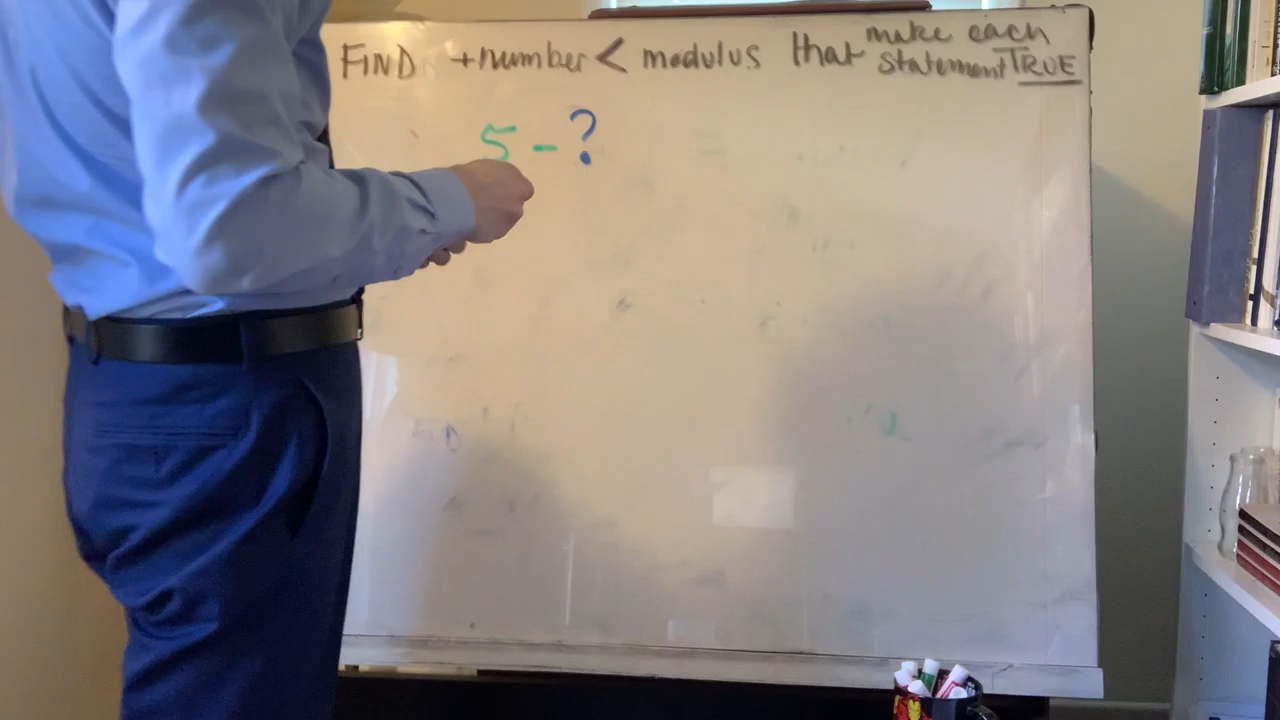 FIND +number < modulus that make each statement TRUE
5 - ?